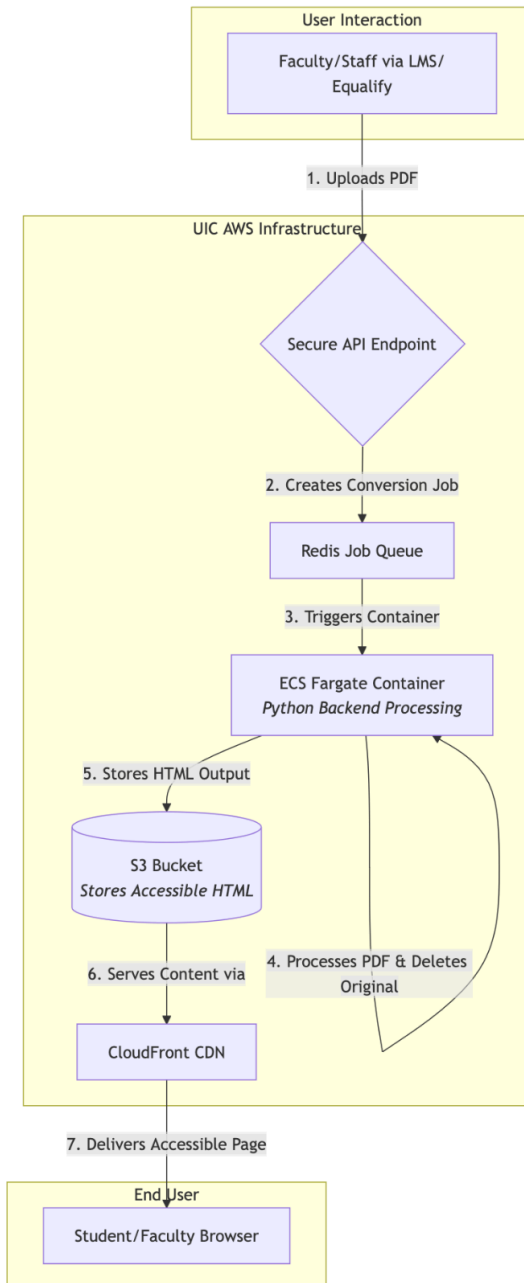 User Interaction
Faculty/Staff via LMS/
Equalify
1. Uploads PDF
UIC AWS Infrastructure
Secure API Endpoint
2. Creates Conversion Job
Redis Job Queue
3. Triggers Container
ECS Fargate Container
Python Backend Processing
5. Stores HTML Output
S3 Bucket
Stores Accessible HTML
4. Processes PDF & Deletes
Original
6. Serves Content via
CloudFront CDN
7. Delivers Accessible Page
End User
Student/Faculty Browser